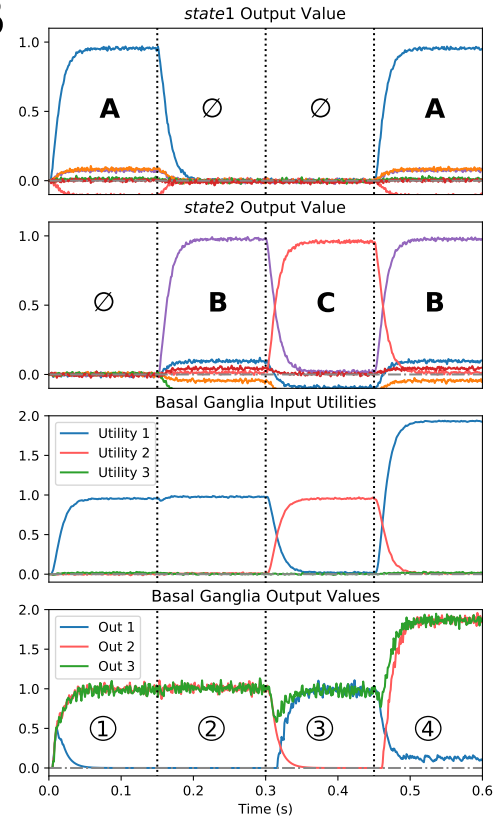 state1 Output Value
1.0
0.5
0.0
A
∅
∅
A
state2 Output Value
1.0
0.5
0.0
∅
B
C
B
Basal Ganglia Input Utilities
2.0
1.5
1.0
0.5
0.0
Utility 1
Utility 2
Utility 3
Basal Ganglia Output Values
2.0
1.5
1.0
0.5
0.0
Out 1
Out 2
Out 3
① ② ③ ④
0.0 0.1 0.2 0.3 0.4 0.5 0.6
Time (s)